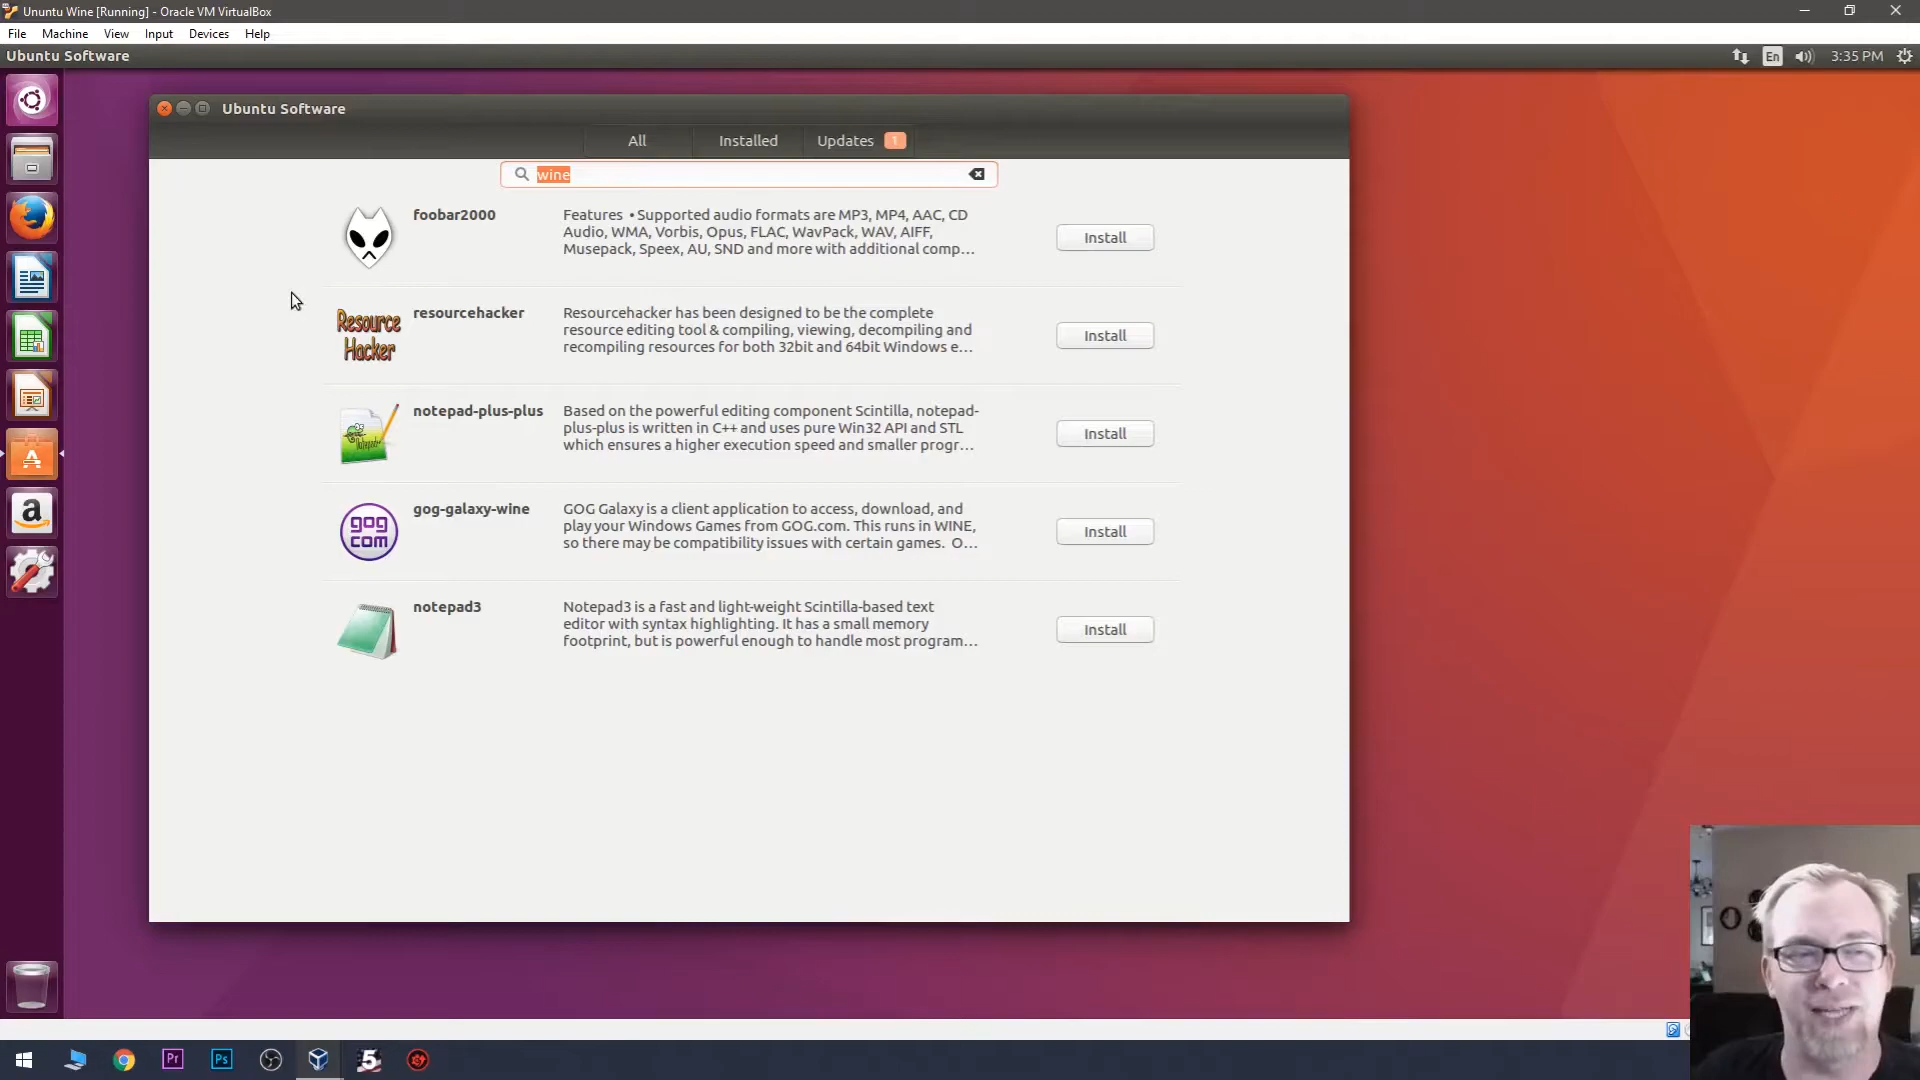 Ununtu Wine [Running] - Oracle VM VirtualBox
File Machine View Input Devices Help
Ubuntu Software
En
3:35 PM
Ubuntu Software
All Installed Updates 1
wine
foobar2000
Features • Supported audio formats are MP3, MP4, AAC, CD
Audio, WMA, Vorbis, Opus, FLAC, WavPack, WAV, AIFF,
Musepack, Speex, AU, SND and more with additional comp...
Install
Resource
Hacker
resourcehacker
Resourcehacker has been designed to be the complete
resource editing tool & compiling, viewing, decompiling and
recompiling resources for both 32bit and 64bit Windows e...
Install
notepad-plus-plus
Based on the powerful editing component Scintilla, notepad-
plus-plus is written in C++ and uses pure Win32 API and STL
which ensures a higher execution speed and smaller progr...
Install
gog
com
gog-galaxy-wine
GOG Galaxy is a client application to access, download, and
play your Windows Games from GOG.com. This runs in WINE,
so there may be compatibility issues with certain games. O...
Install
notepad3
Notepad3 is a fast and light-weight Scintilla-based text
editor with syntax highlighting. It has a small memory
footprint, but is powerful enough to handle most program...
Install
a
Pr
Ps
5